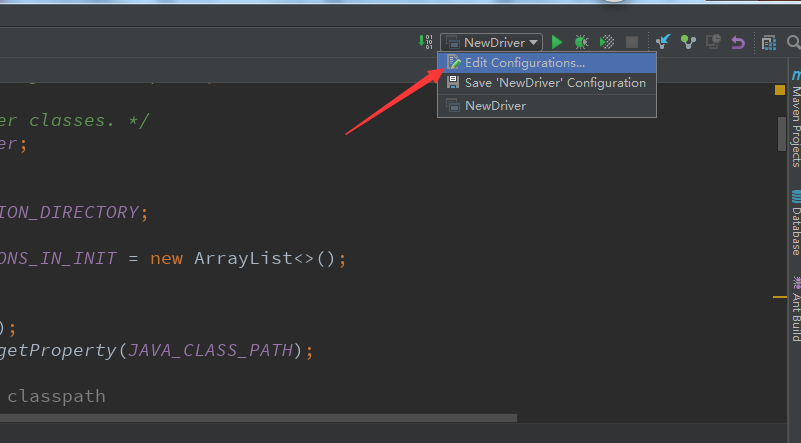 NewDriver
Edit Configurations...
Save 'NewDriver' Configuration
NewDriver
er classes. */
er;
ION_DIRECTORY;
ONS_IN_INIT = new ArrayList<>();
);
getProperty(JAVA_CLASS_PATH);
classpath
Maven Projects
Database
Ant Build